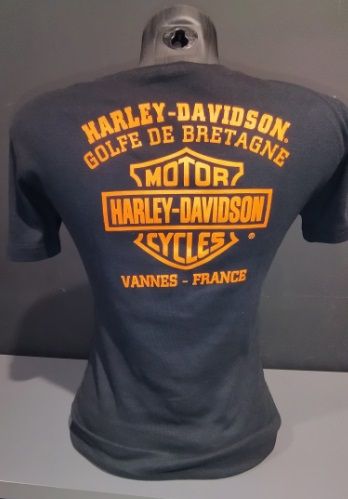 HARLEY-DAVIDSON®
GOLFE DE BRETAGNE
MOTOR
HARLEY-DAVIDSON
CYCLES
®
VANNES - FRANCE